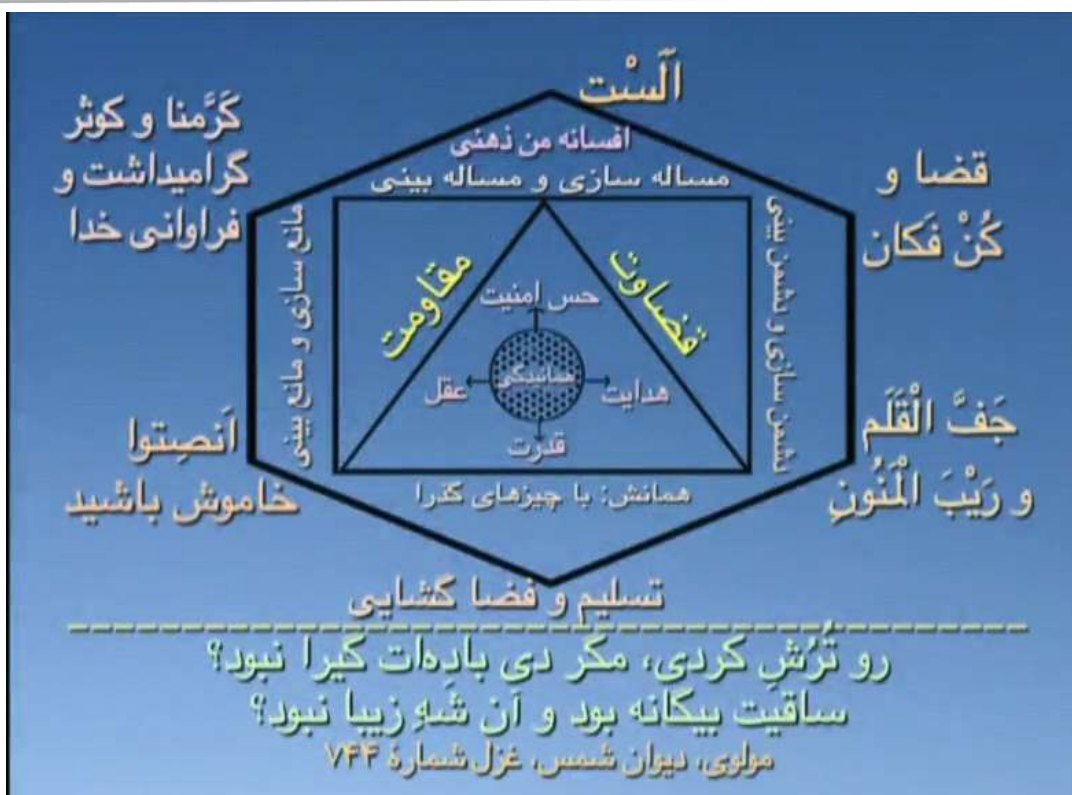 اَلَسْت
کَرَّمنا و کوثر
گرامیداشت و
فراوانی خدا
قضا و
کُنْ فَکان
افسانه من ذهنی
مساله سازی و مساله بینی
مانع سازی و مانع بینی
دشمن سازی و دشمن بینی
مقاومت
قضاوت
حس امنیت
همانیدگی
عقل
هدایت
قدرت
همانش: با چیزهای گذرا
اَنصِتوا
خاموش باشید
جَفَّ الْقَلَم
و رَیْبَ الْمَنُونِ
تسلیم و فضا گشایی
رو تُرُش کردی، مگر دی باده‌ات گیرا نبود؟
ساقیت بیگانه بود و آن شَهِ زیبا نبود؟
مولوی، دیوان شمس، غزل شمارهٔ ۷۴۴